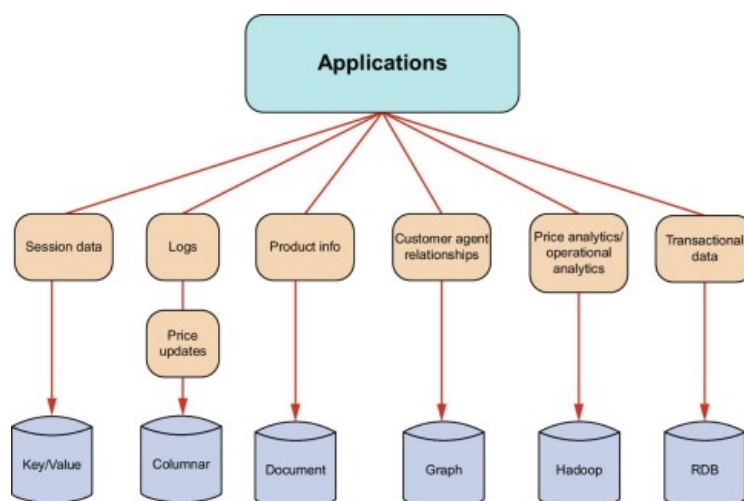 Applications
Session data
Logs
Product info
Customer agent
relationships
Price analytics/
operational
analytics
Transactional
data
Price
updates
Key/Value
Columnar
Document
Graph
Hadoop
RDB